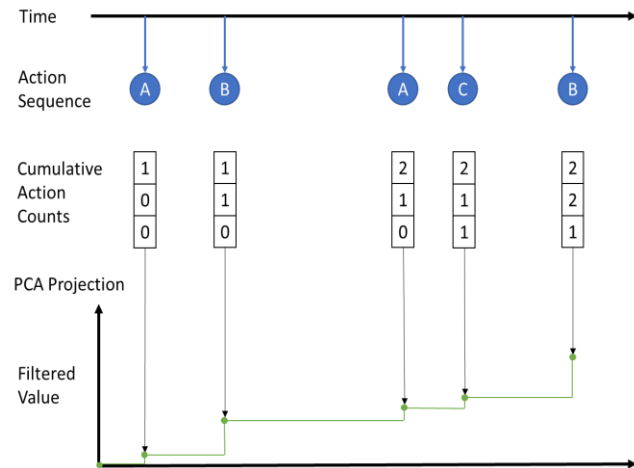 Time
Action
Sequence
A B A C B
Cumulative
Action
Counts
1 1 2 2 2
0 1 1 1 2
0 0 0 1 1
PCA Projection
Filtered
Value